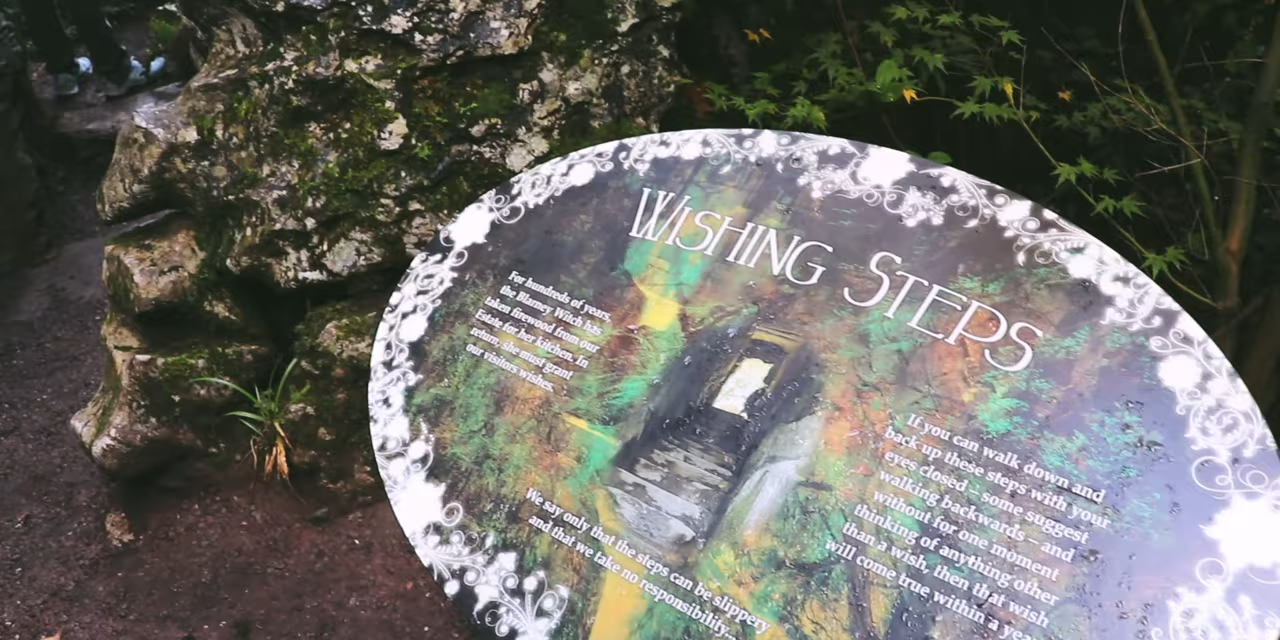 WISHING STEPS
For hundreds of years,
the Blarney Witch has
taken firewood from our
Estate for her kitchen. In
return, she must grant
our visitors wishes.
If you can walk down and
back up these steps with your
eyes closed – some suggest
walking backwards – and
without for one moment
thinking of anything other
than a wish, then that wish
will come true within a year
We say only that the steps can be slippery
and that we take no responsibility...